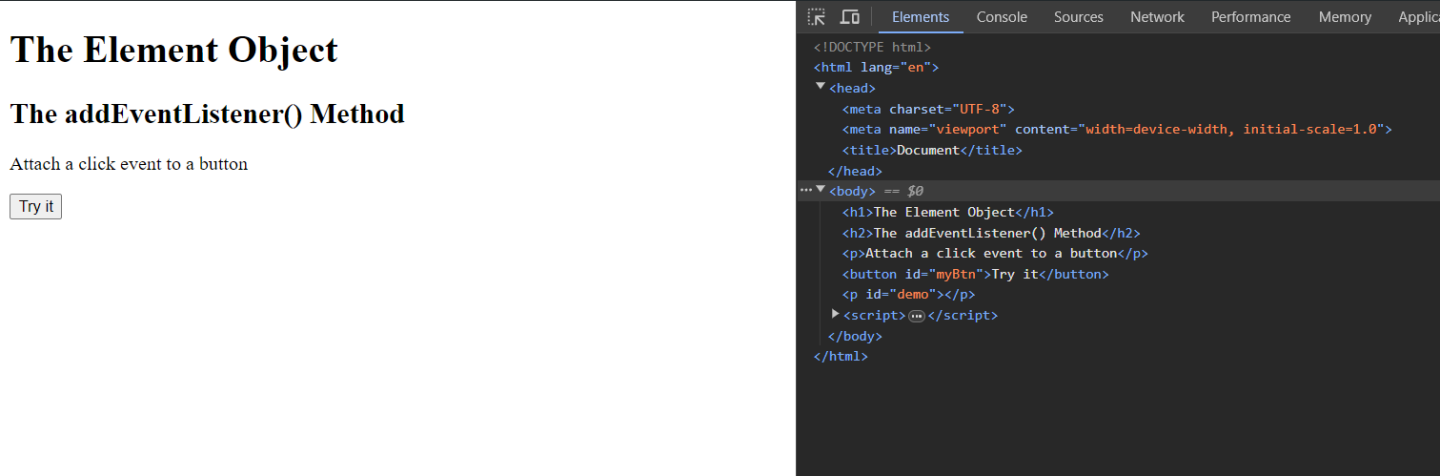 The Element Object
The addEventListener() Method
Attach a click event to a button
Try it
Elements Console Sources Network Performance Memory Applica
<!DOCTYPE html>
<html lang="en">
<head>
<meta charset="UTF-8">
<meta name="viewport" content="width=device-width, initial-scale=1.0">
<title>Document</title>
</head>
<body> == $0
<h1>The Element Object</h1>
<h2>The addEventListener() Method</h2>
<p>Attach a click event to a button</p>
<button id="myBtn">Try it</button>
<p id="demo"></p>
<script>…</script>
</body>
</html>